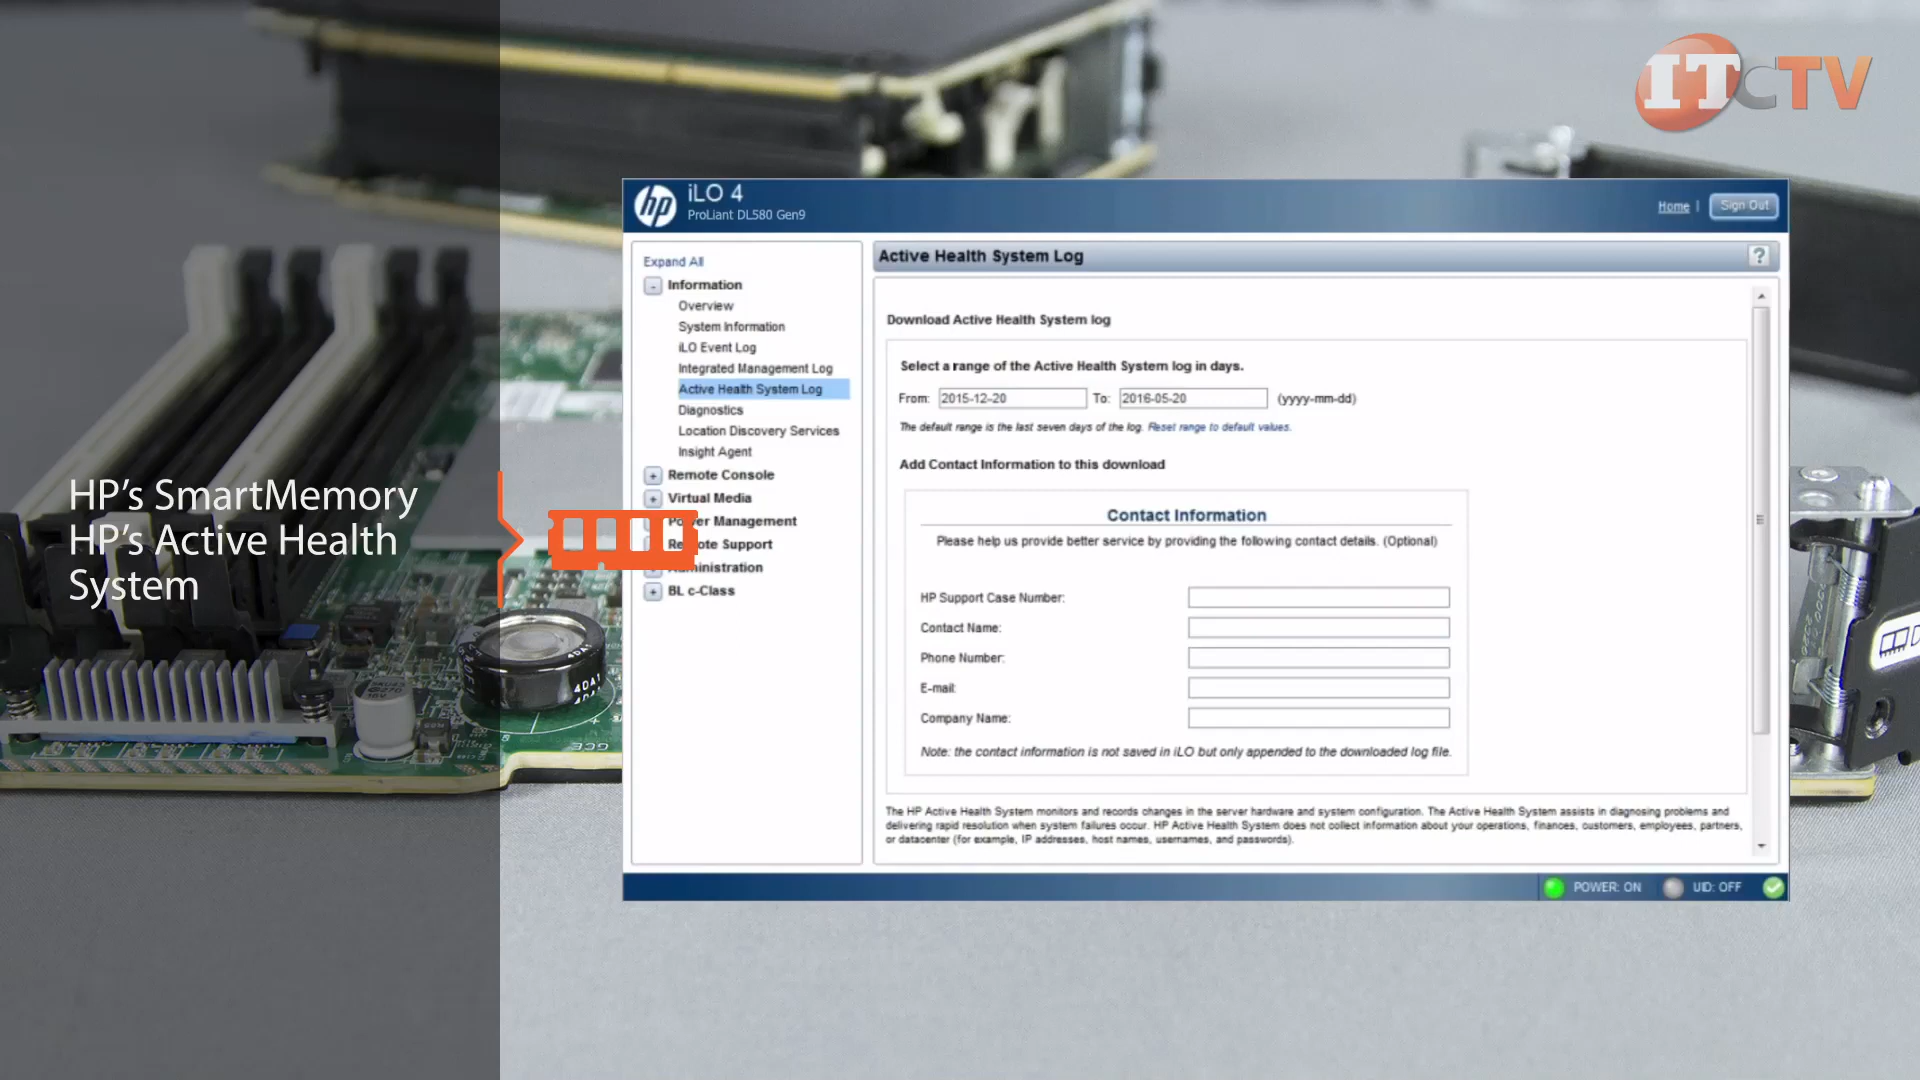 ITCTV
hp
iLO 4
ProLiant DL580 Gen9
Home |
Sign Out
Expand All
- Information
Overview
System Information
iLO Event Log
Integrated Management Log
Active Health System Log
Diagnostics
Location Discovery Services
Insight Agent
+ Remote Console
+ Virtual Media
Power Management
Remote Support
Administration
+ BL c-Class
Active Health System Log
?
Download Active Health System log
Select a range of the Active Health System log in days.
From: 2015-12-20 To: 2016-05-20 (yyyy-mm-dd)
The default range is the last seven days of the log. Reset range to default values.
Add Contact Information to this download
Contact Information
Please help us provide better service by providing the following contact details. (Optional)
HP Support Case Number:
Contact Name:
Phone Number:
E-mail:
Company Name:
Note: the contact information is not saved in iLO but only appended to the downloaded log file.
The HP Active Health System monitors and records changes in the server hardware and system configuration. The Active Health System assists in diagnosing problems and
delivering rapid resolution when system failures occur. HP Active Health System does not collect information about your operations, finances, customers, employees, partners,
or datacenter (for example, IP addresses, host names, usernames, and passwords).
POWER: ON
UID: OFF
HP's SmartMemory
HP's Active Health
System
4DA1
GCE